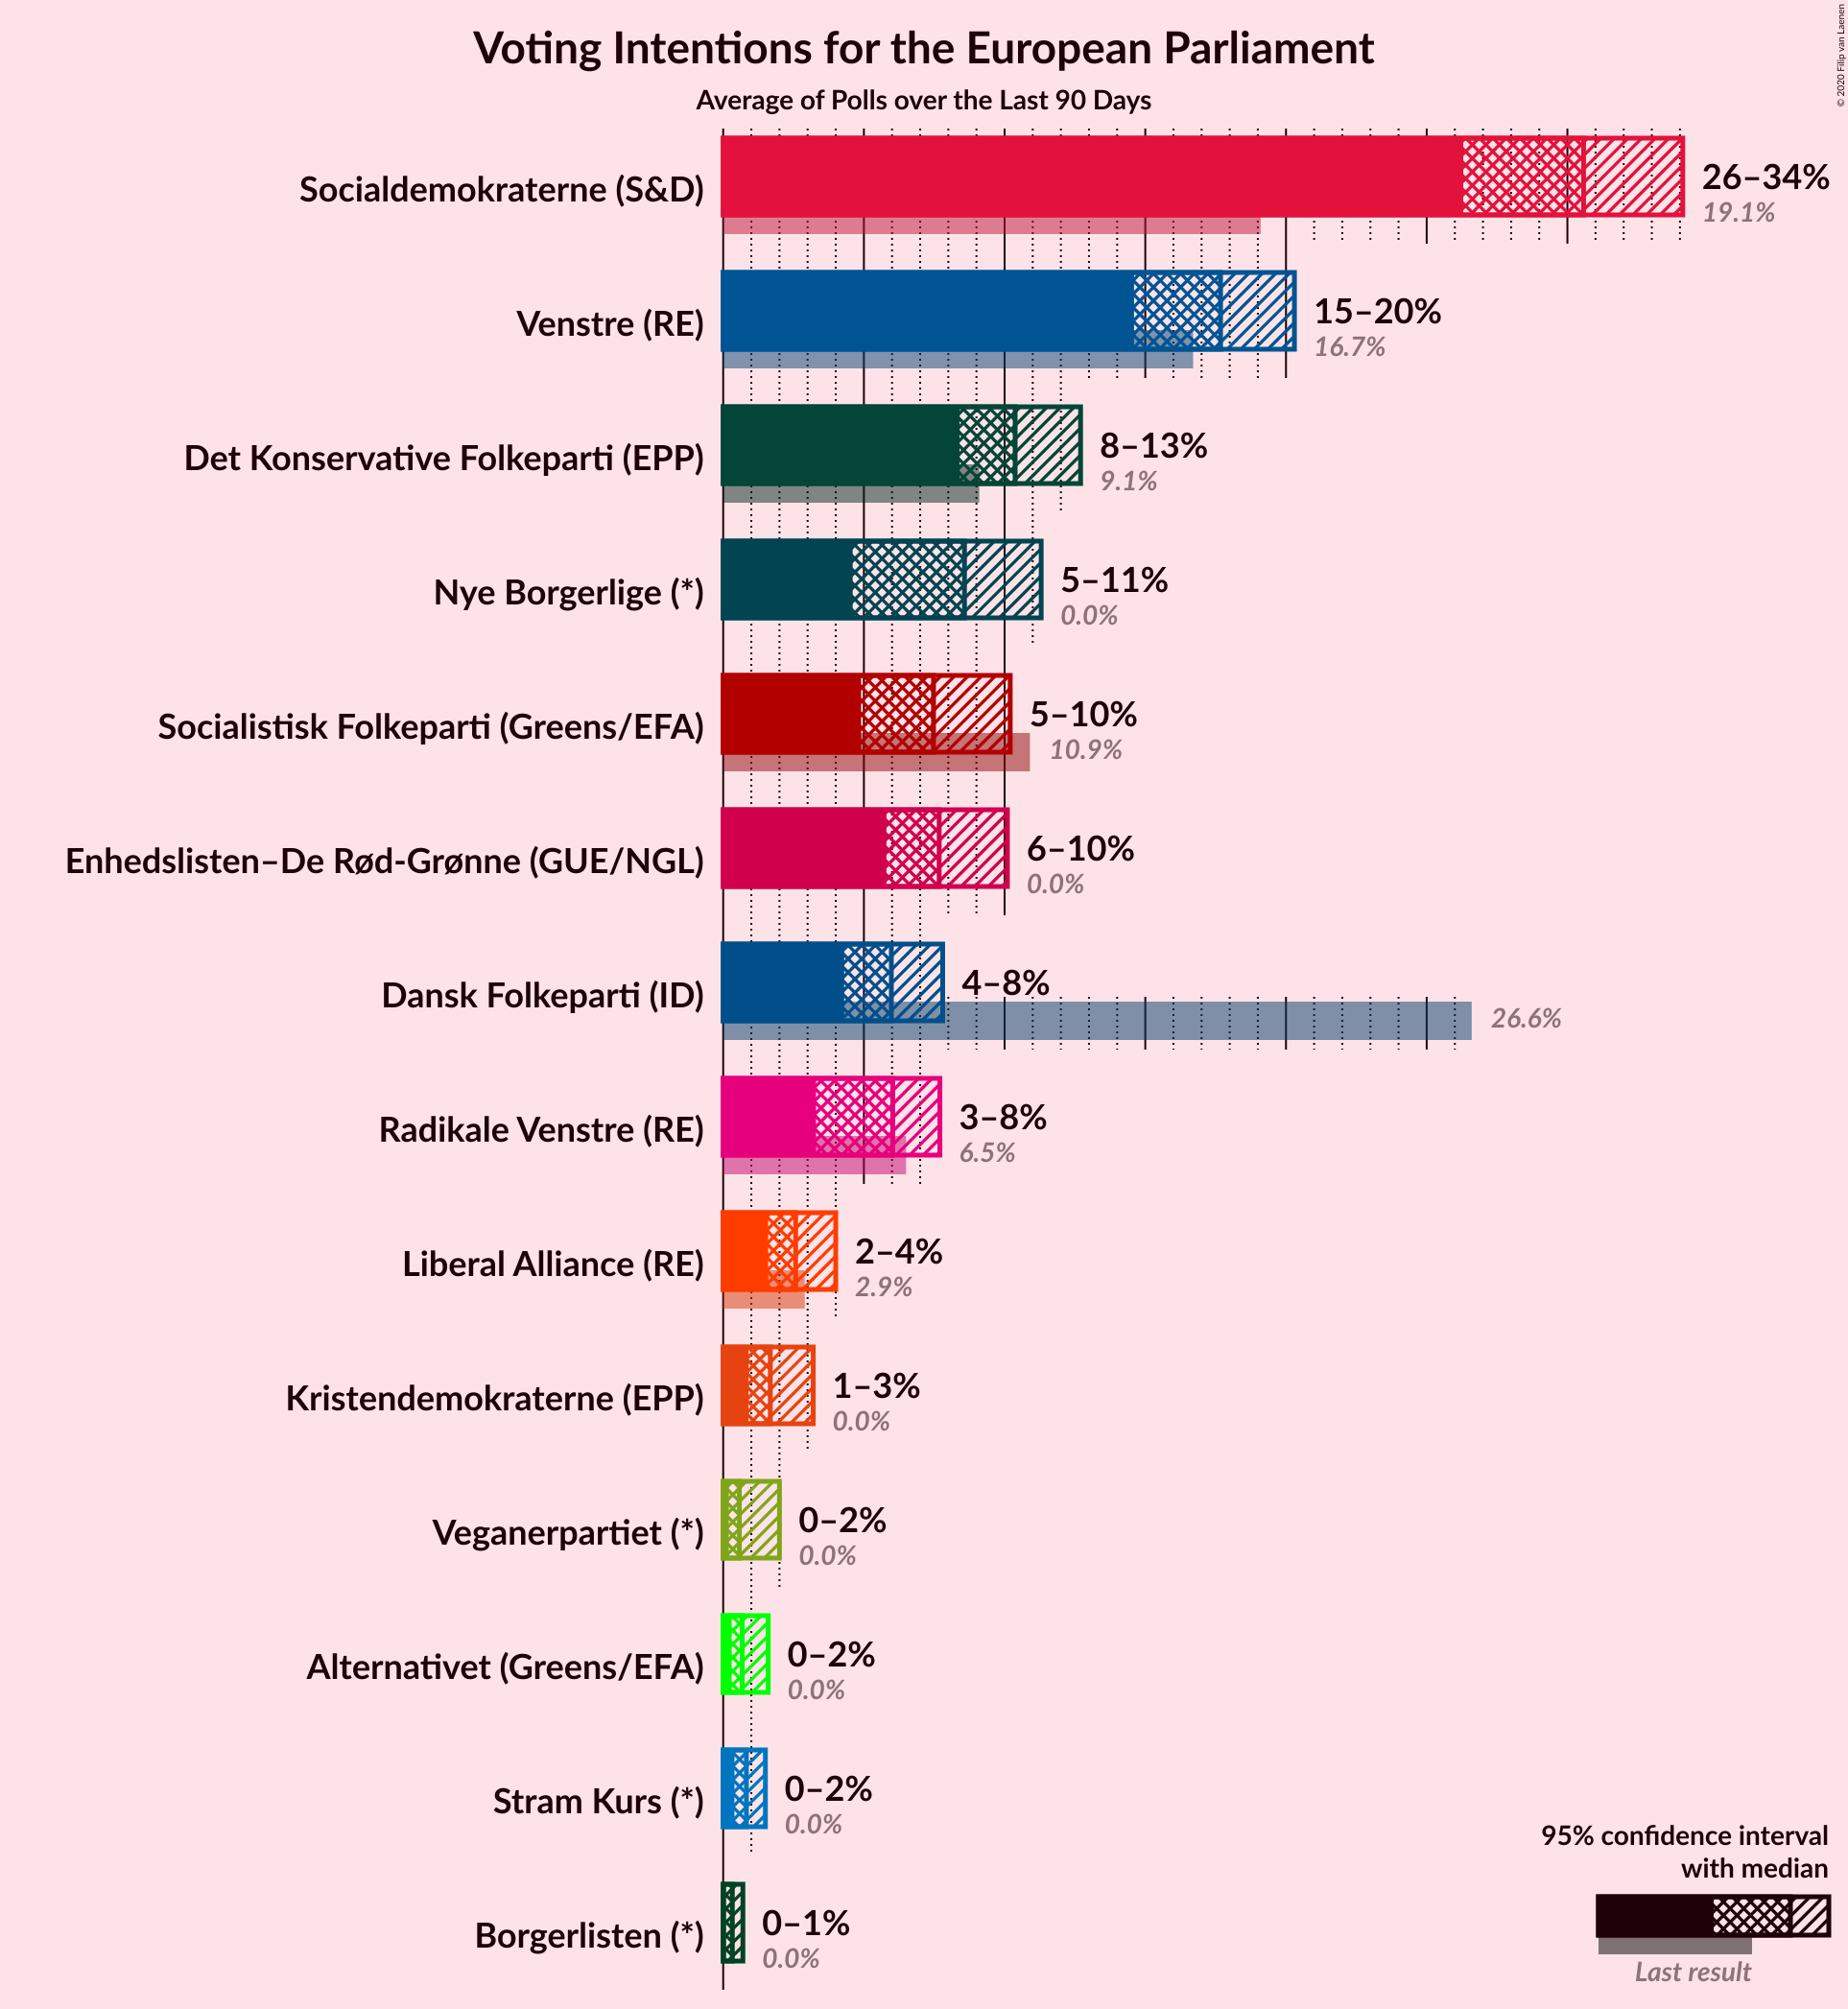 Voting Intentions for the European Parliament
Average of Polls over the Last 90 Days
© 2020 Filip van Laenen
Socialdemokraterne (S&D)
26–34%
19.1%
Venstre (RE)
15–20%
16.7%
Det Konservative Folkeparti (EPP)
8–13%
9.1%
Nye Borgerlige (*)
5–11%
0.0%
Socialistisk Folkeparti (Greens/EFA)
5–10%
10.9%
Enhedslisten–De Rød-Grønne (GUE/NGL)
6–10%
0.0%
Dansk Folkeparti (ID)
4–8%
26.6%
Radikale Venstre (RE)
3–8%
6.5%
Liberal Alliance (RE)
2–4%
2.9%
Kristendemokraterne (EPP)
1–3%
0.0%
Veganerpartiet (*)
0–2%
0.0%
Alternativet (Greens/EFA)
0–2%
0.0%
Stram Kurs (*)
0–2%
0.0%
Borgerlisten (*)
0–1%
0.0%
95% confidence interval
with median
Last result